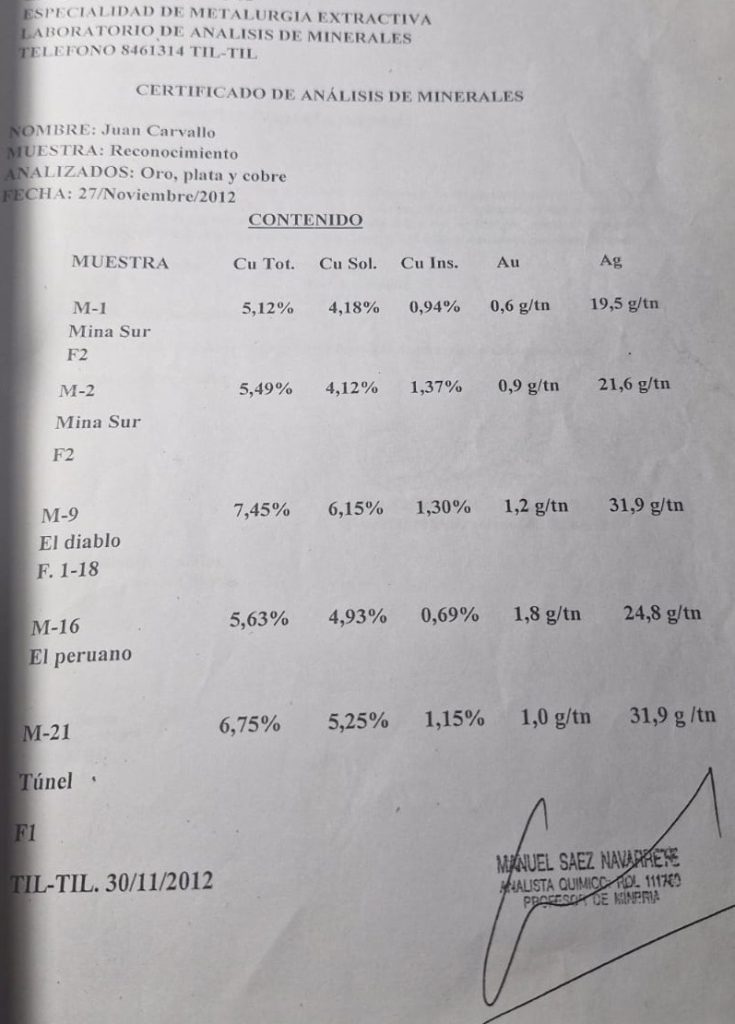 ESPECIALIDAD DE METALURGIA EXTRACTIVA
LABORATORIO DE ANALISIS DE MINERALES
TELEFONO 8461314 TIL-TIL
CERTIFICADO DE ANÁLISIS DE MINERALES
NOMBRE: Juan Carvallo
MUESTRA: Reconocimiento
ANALIZADOS: Oro, plata y cobre
FECHA: 27/Noviembre/2012
CONTENIDO
MUESTRA Cu Tot. Cu Sol. Cu Ins. Au Ag
M-1 5,12% 4,18% 0,94% 0,6 g/tn 19,5 g/tn
Mina Sur
F2
M-2 5,49% 4,12% 1,37% 0,9 g/tn 21,6 g/tn
Mina Sur
F2
M-9 7,45% 6,15% 1,30% 1,2 g/tn 31,9 g/tn
El diablo
F. 1-18
M-16 5,63% 4,93% 0,69% 1,8 g/tn 24,8 g/tn
El peruano
M-21 6,75% 5,25% 1,15% 1,0 g/tn 31,9 g /tn
Túnel
F1
TIL-TIL. 30/11/2012
MANUEL SAEZ NAVARRETE
ANALISTA QUIMICO: ROL
PROFESOR DE MINERIA